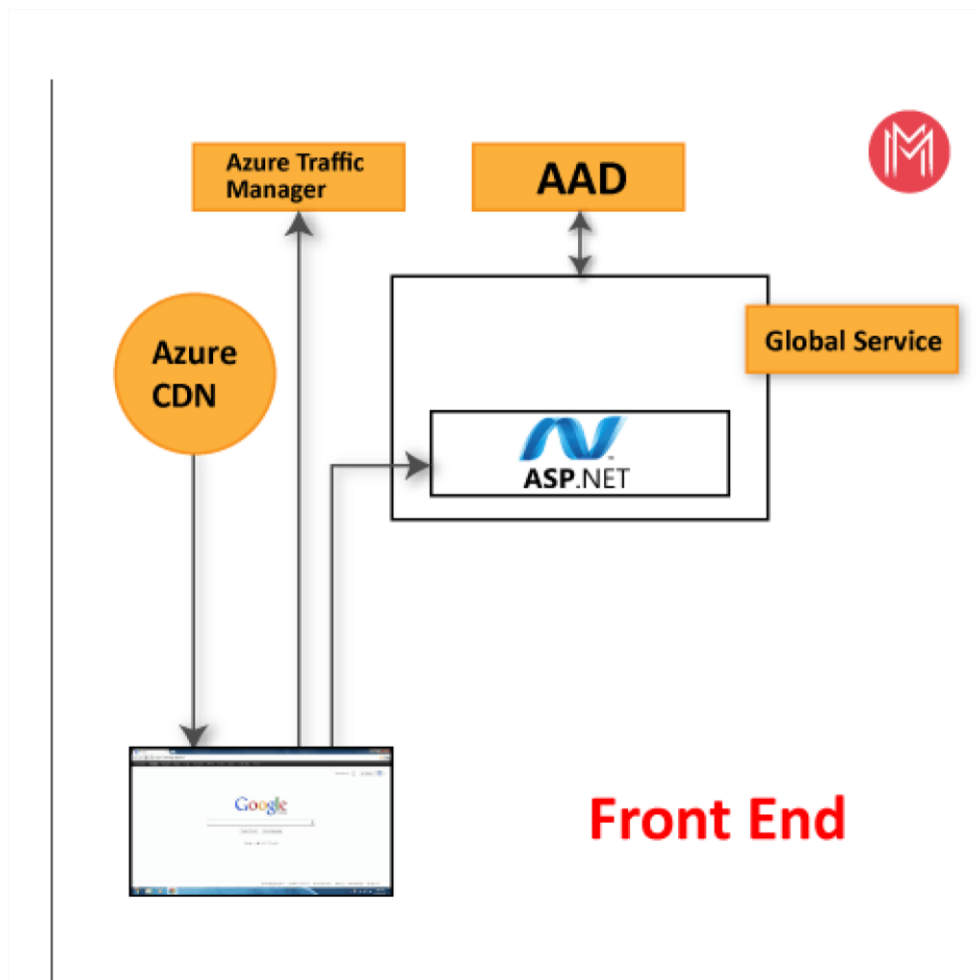 Azure Traffic
Manager
AAD
Azure
CDN
Global Service
ASP.NET
Google
Front End